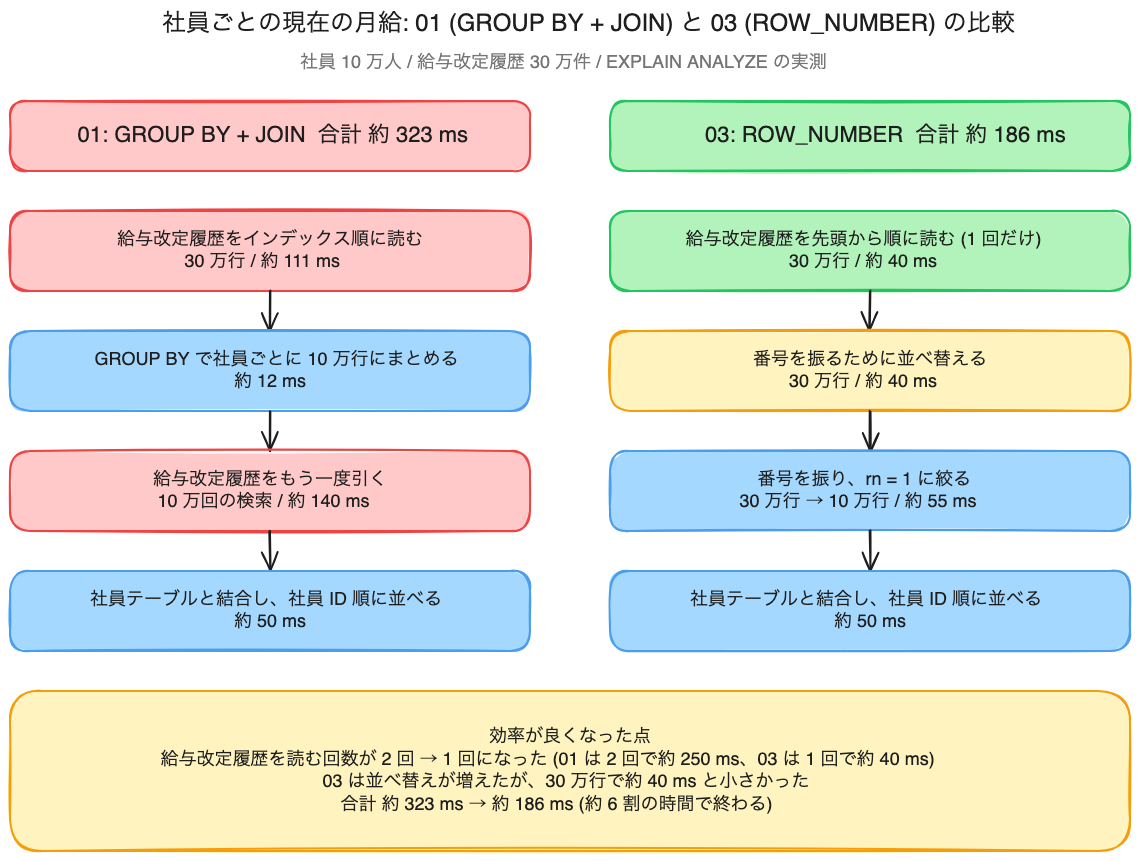 社員ごとの現在の月給: 01 (GROUP BY + JOIN) と 03 (ROW_NUMBER) の比較
社員 10 万人 / 給与改定履歴 30 万件 / EXPLAIN ANALYZE の実測
01: GROUP BY + JOIN 合計 約 323 ms
給与改定履歴をインデックス順に読む
30 万行 / 約 111 ms
GROUP BY で社員ごとに 10 万行にまとめる
約 12 ms
給与改定履歴をもう一度引く
10 万回の検索 / 約 140 ms
社員テーブルと結合し、社員 ID 順に並べる
約 50 ms
03: ROW_NUMBER 合計 約 186 ms
給与改定履歴を先頭から順に読む (1 回だけ)
30 万行 / 約 40 ms
番号を振るために並べ替える
30 万行 / 約 40 ms
番号を振り、rn = 1 に絞る
30 万行 → 10 万行 / 約 55 ms
社員テーブルと結合し、社員 ID 順に並べる
約 50 ms
効率が良くなった点
給与改定履歴を読む回数が 2 回 → 1 回になった (01 は 2 回で約 250 ms、03 は 1 回で約 40 ms)
03 は並べ替えが増えたが、30 万行で約 40 ms と小さかった
合計 約 323 ms → 約 186 ms (約 6 割の時間で終わる)